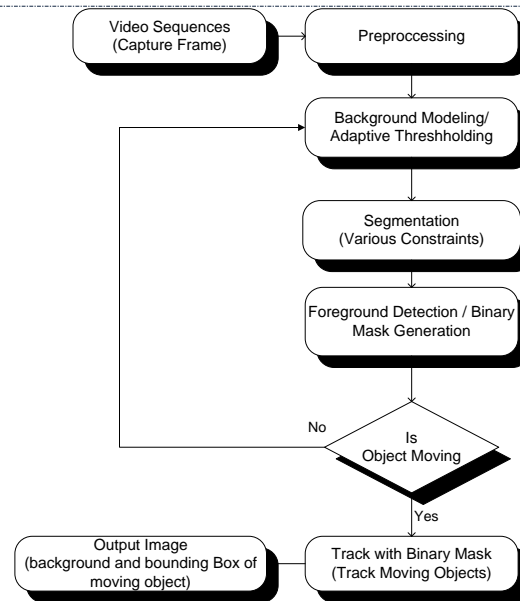 Video Sequences
(Capture Frame)
Preproccessing
Background Modeling/
Adaptive Threshholding
Segmentation
(Various Constraints)
Foreground Detection / Binary
Mask Generation
Is
Object Moving
No
Yes
Track with Binary Mask
(Track Moving Objects)
Output Image
(background and bounding Box of
moving object)